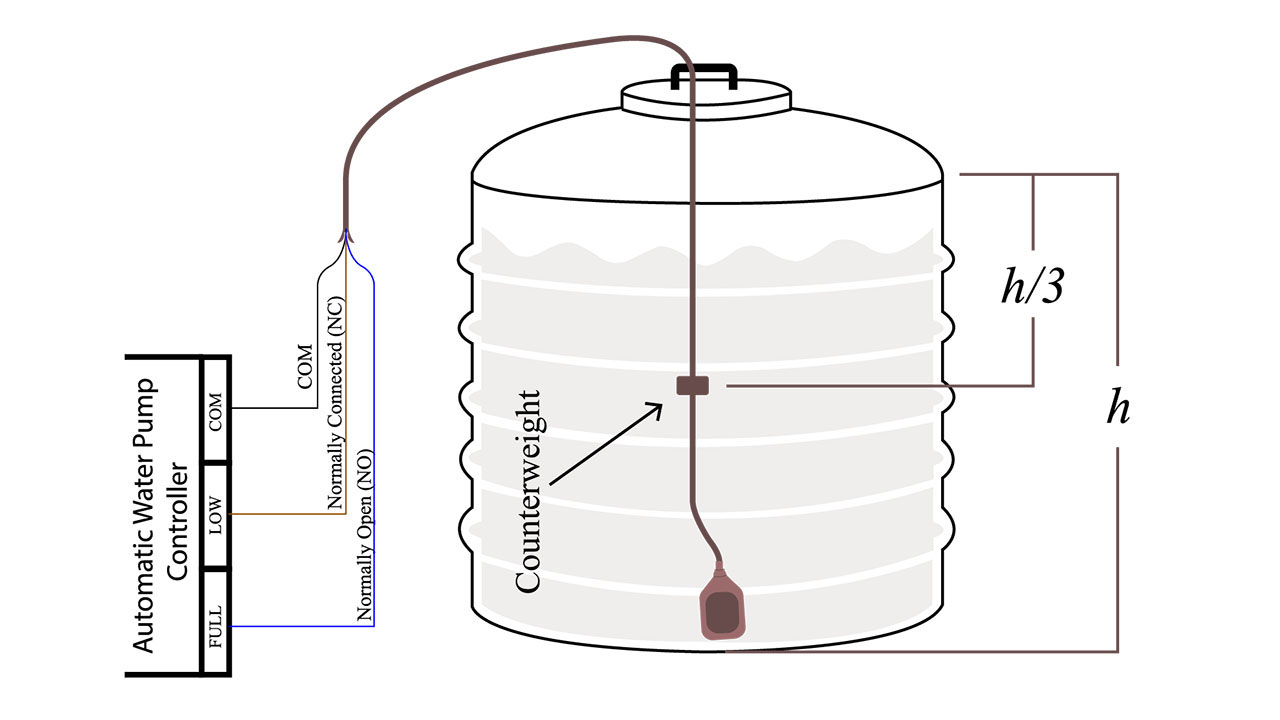 Automatic Water Pump
Controller
COM
LOW
FULL
COM
Normally Connected (NC)
Normally Open (NO)
Counterweight
h/3
h